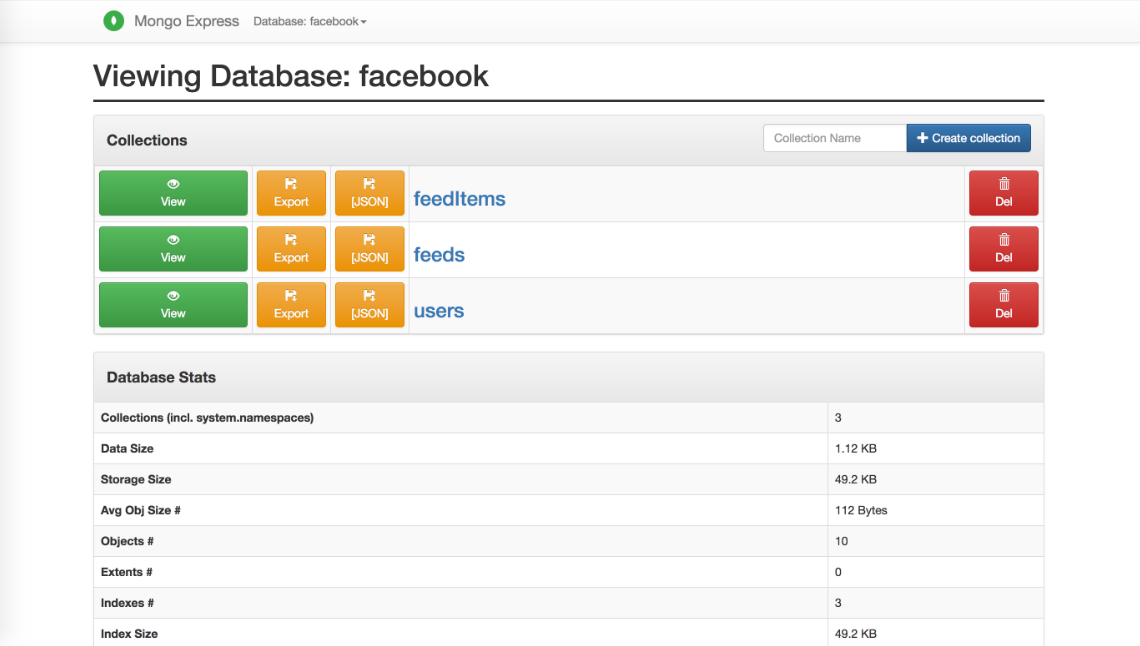 Mongo Express Database: facebook
Viewing Database: facebook
Collections Collection Name Create collection
View Export [JSON] feedItems Del
View Export [JSON] feeds Del
View Export [JSON] users Del
Database Stats
Collections (incl. system.namespaces) 3
Data Size 1.12 KB
Storage Size 49.2 KB
Avg Obj Size # 112 Bytes
Objects # 10
Extents # 0
Indexes # 3
Index Size 49.2 KB